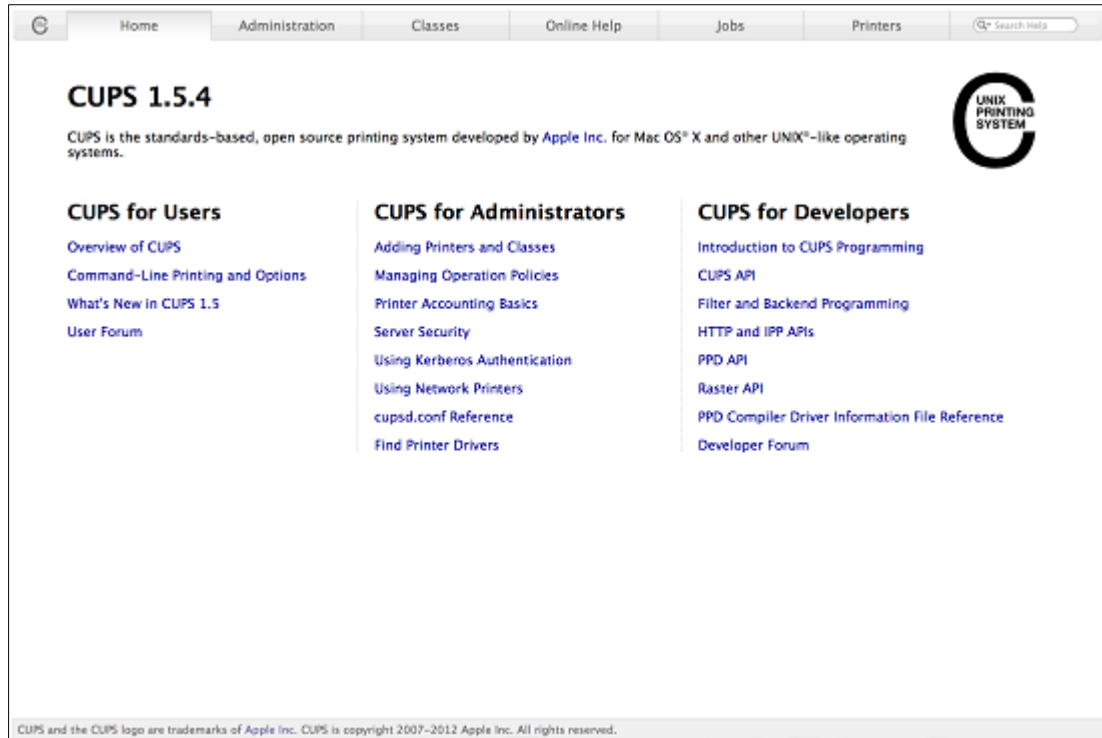 Home Administration Classes Online Help Jobs Printers Search Help
CUPS 1.5.4
UNIX
PRINTING
SYSTEM
CUPS is the standards-based, open source printing system developed by Apple Inc. for Mac OS® X and other UNIX®-like operating
systems.
CUPS for Users
Overview of CUPS
Command-Line Printing and Options
What's New in CUPS 1.5
User Forum
CUPS for Administrators
Adding Printers and Classes
Managing Operation Policies
Printer Accounting Basics
Server Security
Using Kerberos Authentication
Using Network Printers
cupsd.conf Reference
Find Printer Drivers
CUPS for Developers
Introduction to CUPS Programming
CUPS API
Filter and Backend Programming
HTTP and IPP APIs
PPD API
Raster API
PPD Compiler Driver Information File Reference
Developer Forum
CUPS and the CUPS logo are trademarks of Apple Inc. CUPS is copyright 2007-2012 Apple Inc. All rights reserved.